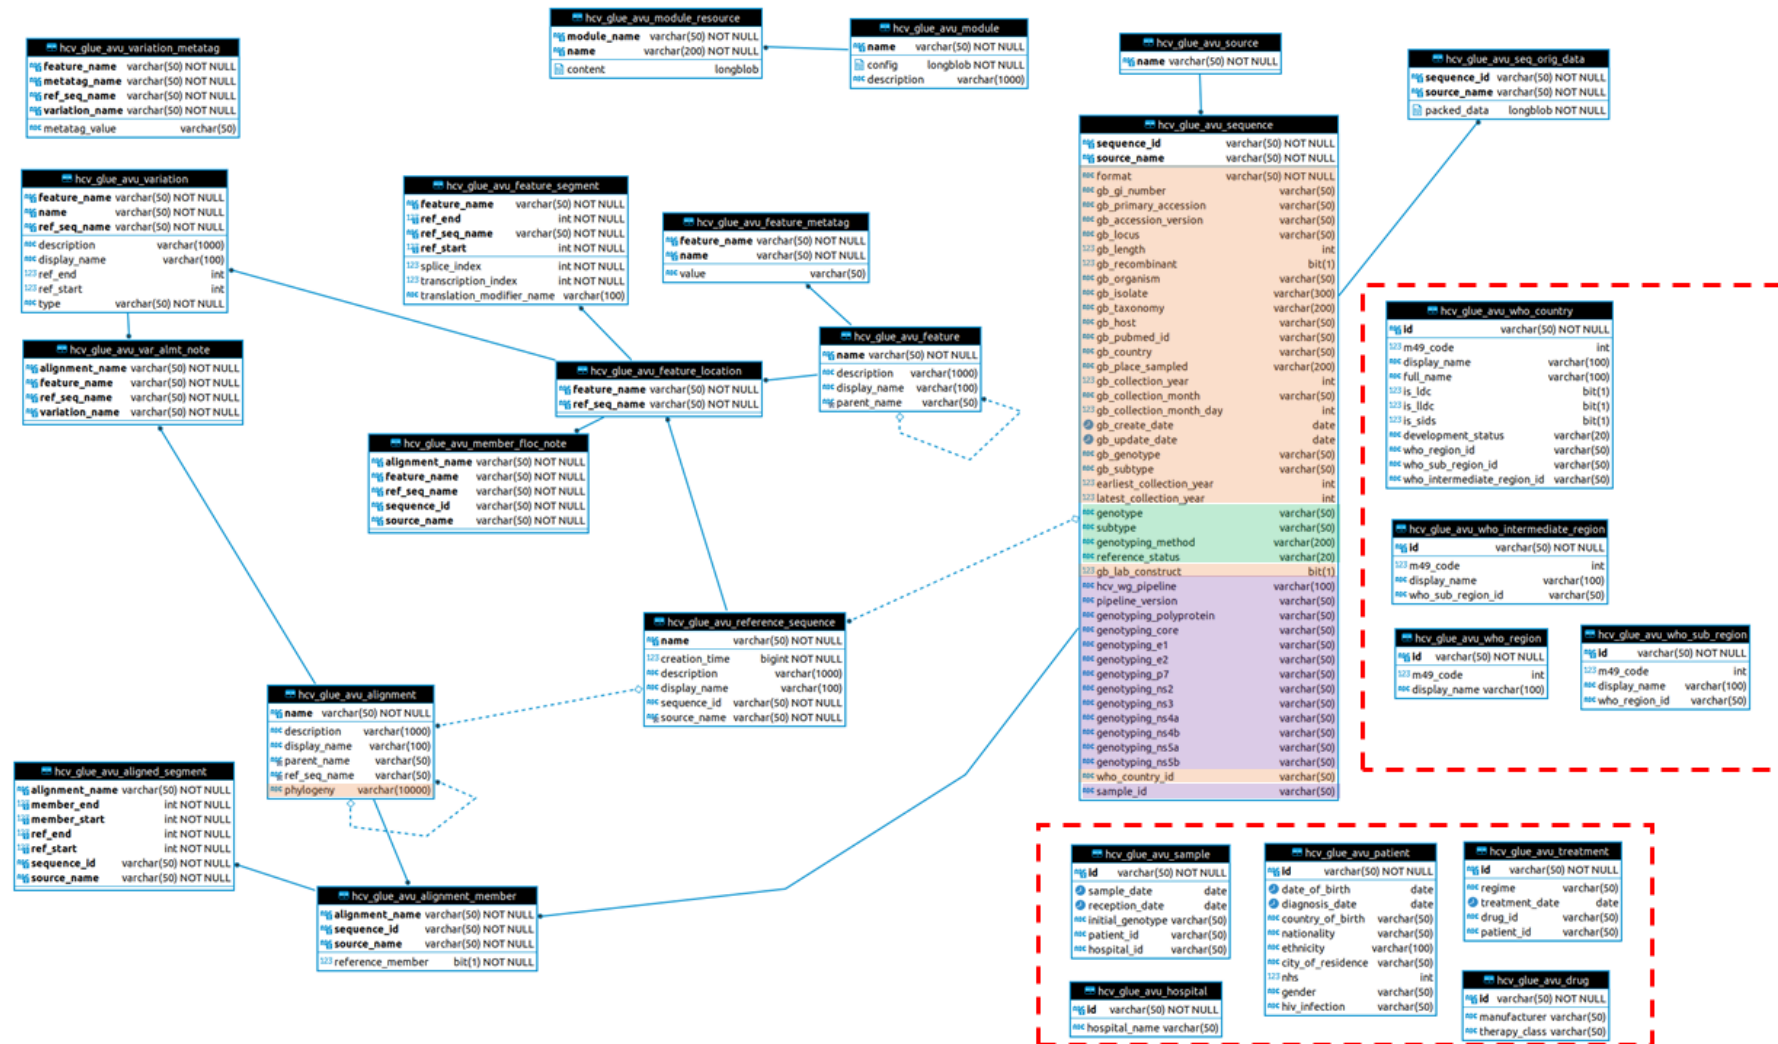 hcv_glue_avu_variation_metatag
feature_name varchar(50) NOT NULL
metatag_name varchar(50) NOT NULL
ref_seq_name varchar(50) NOT NULL
variation_name varchar(50) NOT NULL
metatag_value varchar(50)
hcv_glue_avu_module_resource
module_name varchar(50) NOT NULL
name varchar(200) NOT NULL
content longblob
hcv_glue_avu_module
name varchar(50) NOT NULL
config longblob NOT NULL
description varchar(1000)
hcv_glue_avu_source
name varchar(50) NOT NULL
hcv_glue_avu_seq_orig_data
sequence_id varchar(50) NOT NULL
source_name varchar(50) NOT NULL
packed_data longblob NOT NULL
hcv_glue_avu_variation
feature_name varchar(50) NOT NULL
name varchar(50) NOT NULL
ref_seq_name varchar(50) NOT NULL
description varchar(1000)
display_name varchar(100)
123 ref_end int
123 ref_start int
type varchar(50) NOT NULL
hcv_glue_avu_feature_segment
feature_name varchar(50) NOT NULL
ref_end int NOT NULL
ref_seq_name varchar(50) NOT NULL
ref_start int NOT NULL
123 splice_index int NOT NULL
123 transcription_index int NOT NULL
translation_modifier_name varchar(100)
hcv_glue_avu_feature_metatag
feature_name varchar(50) NOT NULL
name varchar(50) NOT NULL
value varchar(50)
hcv_glue_avu_var_almt_note
alignment_name varchar(50) NOT NULL
feature_name varchar(50) NOT NULL
ref_seq_name varchar(50) NOT NULL
variation_name varchar(50) NOT NULL
hcv_glue_avu_feature_location
feature_name varchar(50) NOT NULL
ref_seq_name varchar(50) NOT NULL
hcv_glue_avu_feature
name varchar(50) NOT NULL
description varchar(1000)
display_name varchar(100)
parent_name varchar(50)
hcv_glue_avu_member_floc_note
alignment_name varchar(50) NOT NULL
feature_name varchar(50) NOT NULL
ref_seq_name varchar(50) NOT NULL
sequence_id varchar(50) NOT NULL
source_name varchar(50) NOT NULL
hcv_glue_avu_sequence
sequence_id varchar(50) NOT NULL
source_name varchar(50) NOT NULL
format varchar(50) NOT NULL
gb_gi_number varchar(50)
gb_primary_accession varchar(50)
gb_accession_version varchar(50)
gb_locus varchar(50)
123 gb_length int
123 gb_recombinant bit(1)
gb_organism varchar(50)
gb_isolate varchar(300)
gb_taxonomy varchar(200)
gb_host varchar(50)
gb_pubmed_id varchar(50)
gb_country varchar(50)
gb_place_sampled varchar(200)
123 gb_collection_year int
gb_collection_month varchar(50)
123 gb_collection_month_day int
gb_create_date date
gb_update_date date
gb_genotype varchar(50)
gb_subtype varchar(50)
123 earliest_collection_year int
123 latest_collection_year int
genotype varchar(50)
subtype varchar(50)
genotyping_method varchar(200)
reference_status varchar(20)
123 gb_lab_construct bit(1)
hcv_wg_pipeline varchar(100)
pipeline_version varchar(50)
genotyping_polyprotein varchar(50)
genotyping_core varchar(50)
genotyping_e1 varchar(50)
genotyping_e2 varchar(50)
genotyping_p7 varchar(50)
genotyping_ns2 varchar(50)
genotyping_ns3 varchar(50)
genotyping_ns4a varchar(50)
genotyping_ns4b varchar(50)
genotyping_ns5a varchar(50)
genotyping_ns5b varchar(50)
who_country_id varchar(50)
sample_id varchar(50)
hcv_glue_avu_who_country
id varchar(50) NOT NULL
123 m49_code int
display_name varchar(100)
full_name varchar(100)
123 is_ldc bit(1)
123 is_lldc bit(1)
123 is_sids bit(1)
development_status varchar(20)
who_region_id varchar(50)
who_sub_region_id varchar(50)
who_intermediate_region_id varchar(50)
hcv_glue_avu_who_intermediate_region
id varchar(50) NOT NULL
123 m49_code int
display_name varchar(100)
who_sub_region_id varchar(50)
hcv_glue_avu_who_region
id varchar(50) NOT NULL
123 m49_code int
display_name varchar(100)
hcv_glue_avu_who_sub_region
id varchar(50) NOT NULL
123 m49_code int
display_name varchar(100)
who_region_id varchar(50)
hcv_glue_avu_reference_sequence
name varchar(50) NOT NULL
123 creation_time bigint NOT NULL
description varchar(1000)
display_name varchar(100)
sequence_id varchar(50) NOT NULL
source_name varchar(50) NOT NULL
hcv_glue_avu_alignment
name varchar(50) NOT NULL
description varchar(1000)
display_name varchar(100)
parent_name varchar(50)
ref_seq_name varchar(50)
phylogeny varchar(10000)
hcv_glue_avu_aligned_segment
alignment_name varchar(50) NOT NULL
member_end int NOT NULL
member_start int NOT NULL
ref_end int NOT NULL
ref_start int NOT NULL
sequence_id varchar(50) NOT NULL
source_name varchar(50) NOT NULL
hcv_glue_avu_alignment_member
alignment_name varchar(50) NOT NULL
sequence_id varchar(50) NOT NULL
source_name varchar(50) NOT NULL
123 reference_member bit(1) NOT NULL
hcv_glue_avu_sample
id varchar(50) NOT NULL
sample_date date
reception_date date
initial_genotype varchar(50)
patient_id varchar(50)
hospital_id varchar(50)
hcv_glue_avu_hospital
id varchar(50) NOT NULL
hospital_name varchar(50)
hcv_glue_avu_patient
id varchar(50) NOT NULL
date_of_birth date
diagnosis_date date
country_of_birth varchar(50)
nationality varchar(50)
ethnicity varchar(100)
city_of_residence varchar(50)
123 nhs int
gender varchar(50)
hiv_infection varchar(50)
hcv_glue_avu_treatment
id varchar(50) NOT NULL
regime varchar(50)
treatment_date date
drug_id varchar(50)
patient_id varchar(50)
hcv_glue_avu_drug
id varchar(50) NOT NULL
manufacturer varchar(50)
therapy_class varchar(50)